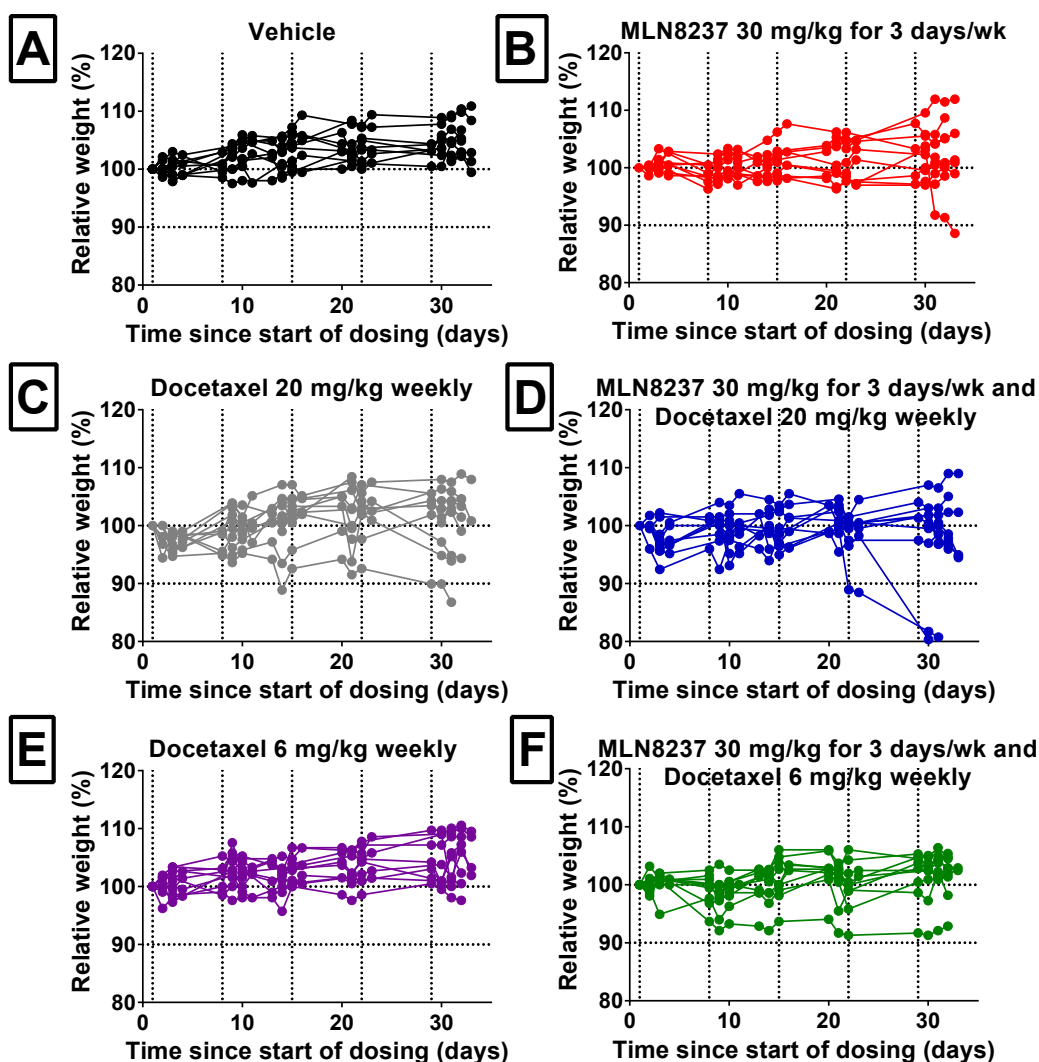 A
Vehicle
Relative weight (%)
120
110
100
90
80
0
10
20
30
Time since start of dosing (days)
B
MLN8237 30 mg/kg for 3 days/wk
Relative weight (%)
120
110
100
90
80
0
10
20
30
Time since start of dosing (days)
C
Docetaxel 20 mg/kg weekly
Relative weight (%)
120
110
100
90
80
0
10
20
30
Time since start of dosing (days)
D
MLN8237 30 mg/kg for 3 days/wk and
Docetaxel 20 mg/kg weekly
Relative weight (%)
120
110
100
90
80
0
10
20
30
Time since start of dosing (days)
E
Docetaxel 6 mg/kg weekly
Relative weight (%)
120
110
100
90
80
0
10
20
30
Time since start of dosing (days)
F
MLN8237 30 mg/kg for 3 days/wk and
Docetaxel 6 mg/kg weekly
Relative weight (%)
120
110
100
90
80
0
10
20
30
Time since start of dosing (days)